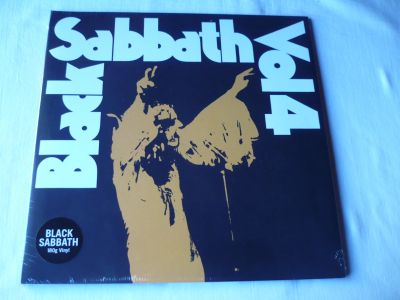 Black
Sabbath
Vol 4
BLACK
SABBATH
180g Vinyl